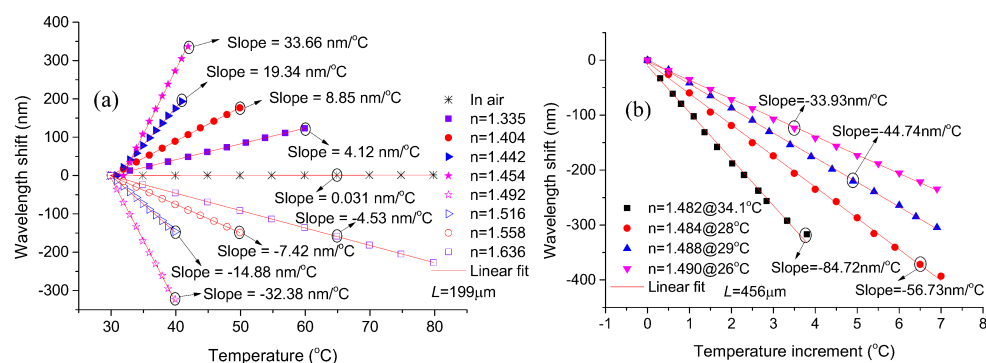 400
300
200
100
0
-100
-200
-300
Wavelength shift (nm)
(a)
Slope = 33.66 nm/°C
Slope = 19.34 nm/°C
Slope = 8.85 nm/°C
Slope = 4.12 nm/°C
Slope =
0.031 nm/°C
Slope =
-4.53 nm/°C
Slope =
-7.42 nm/°C
Slope =
-14.88 nm/°C
Slope =
-32.38 nm/°C
In air
n=1.335
n=1.404
n=1.442
n=1.454
n=1.492
n=1.516
n=1.558
n=1.636
Linear fit
L=199μm
20 30 40 50 60 70 80
Temperature (°C)
0
-100
-200
-300
-400
Wavelength shift (nm)
(b)
Slope=-33.93nm/°C
Slope=-44.74nm/°C
n=1.482@34.1°C
n=1.484@28°C
n=1.488@29°C
n=1.490@26°C
Linear fit
L=456μm
Slope=-84.72nm/°C
Slope=-56.73nm/°C
-1 0 1 2 3 4 5 6 7 8
Temperature increment (°C)